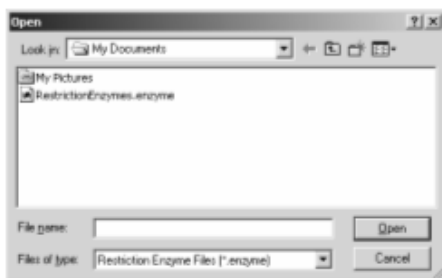 Open
Look in: My Documents
My Pictures
RestrictionEnzymes.enzyme
File name:
Open
Files of type: Restriction Enzyme Files (*.enzyme)
Cancel